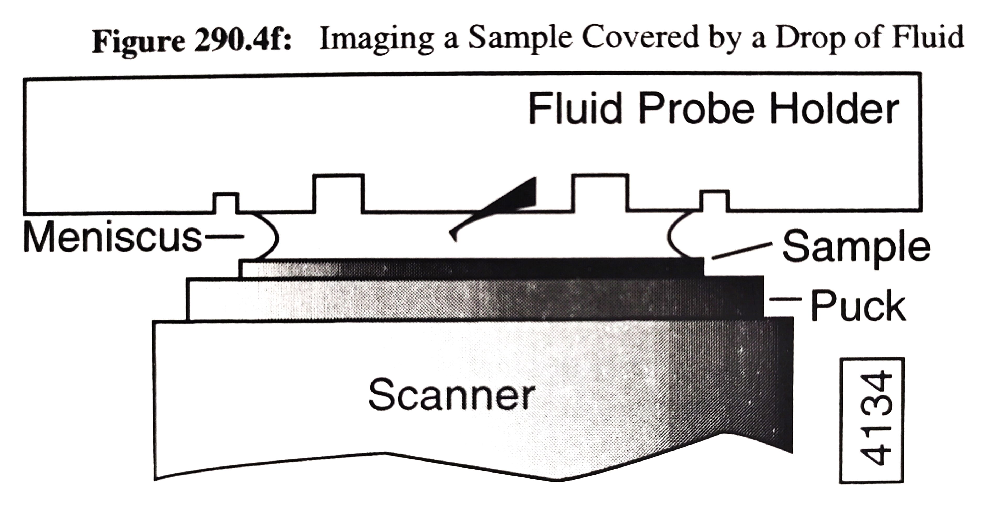 Figure 290.4f: Imaging a Sample Covered by a Drop of Fluid
Fluid Probe Holder
Meniscus
Sample
Puck
Scanner
4134